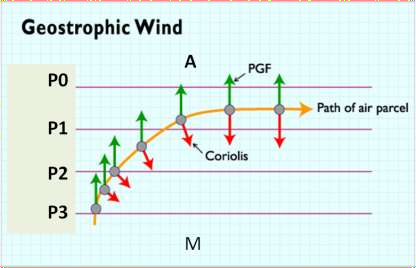 Geostrophic Wind
A
PGF
P0
Path of air parcel
P1
Coriolis
P2
P3
M